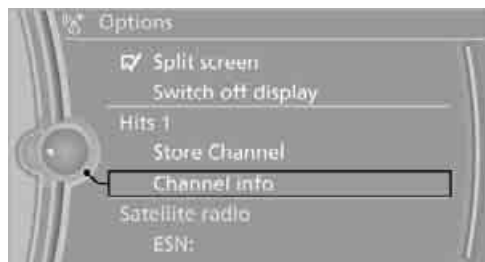 Options
Split screen
Switch off display
Hits 1
Store Channel
Channel info
Satellite radio
ESN: